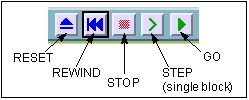 RESET
REWIND
STOP
STEP
(single block)
GO